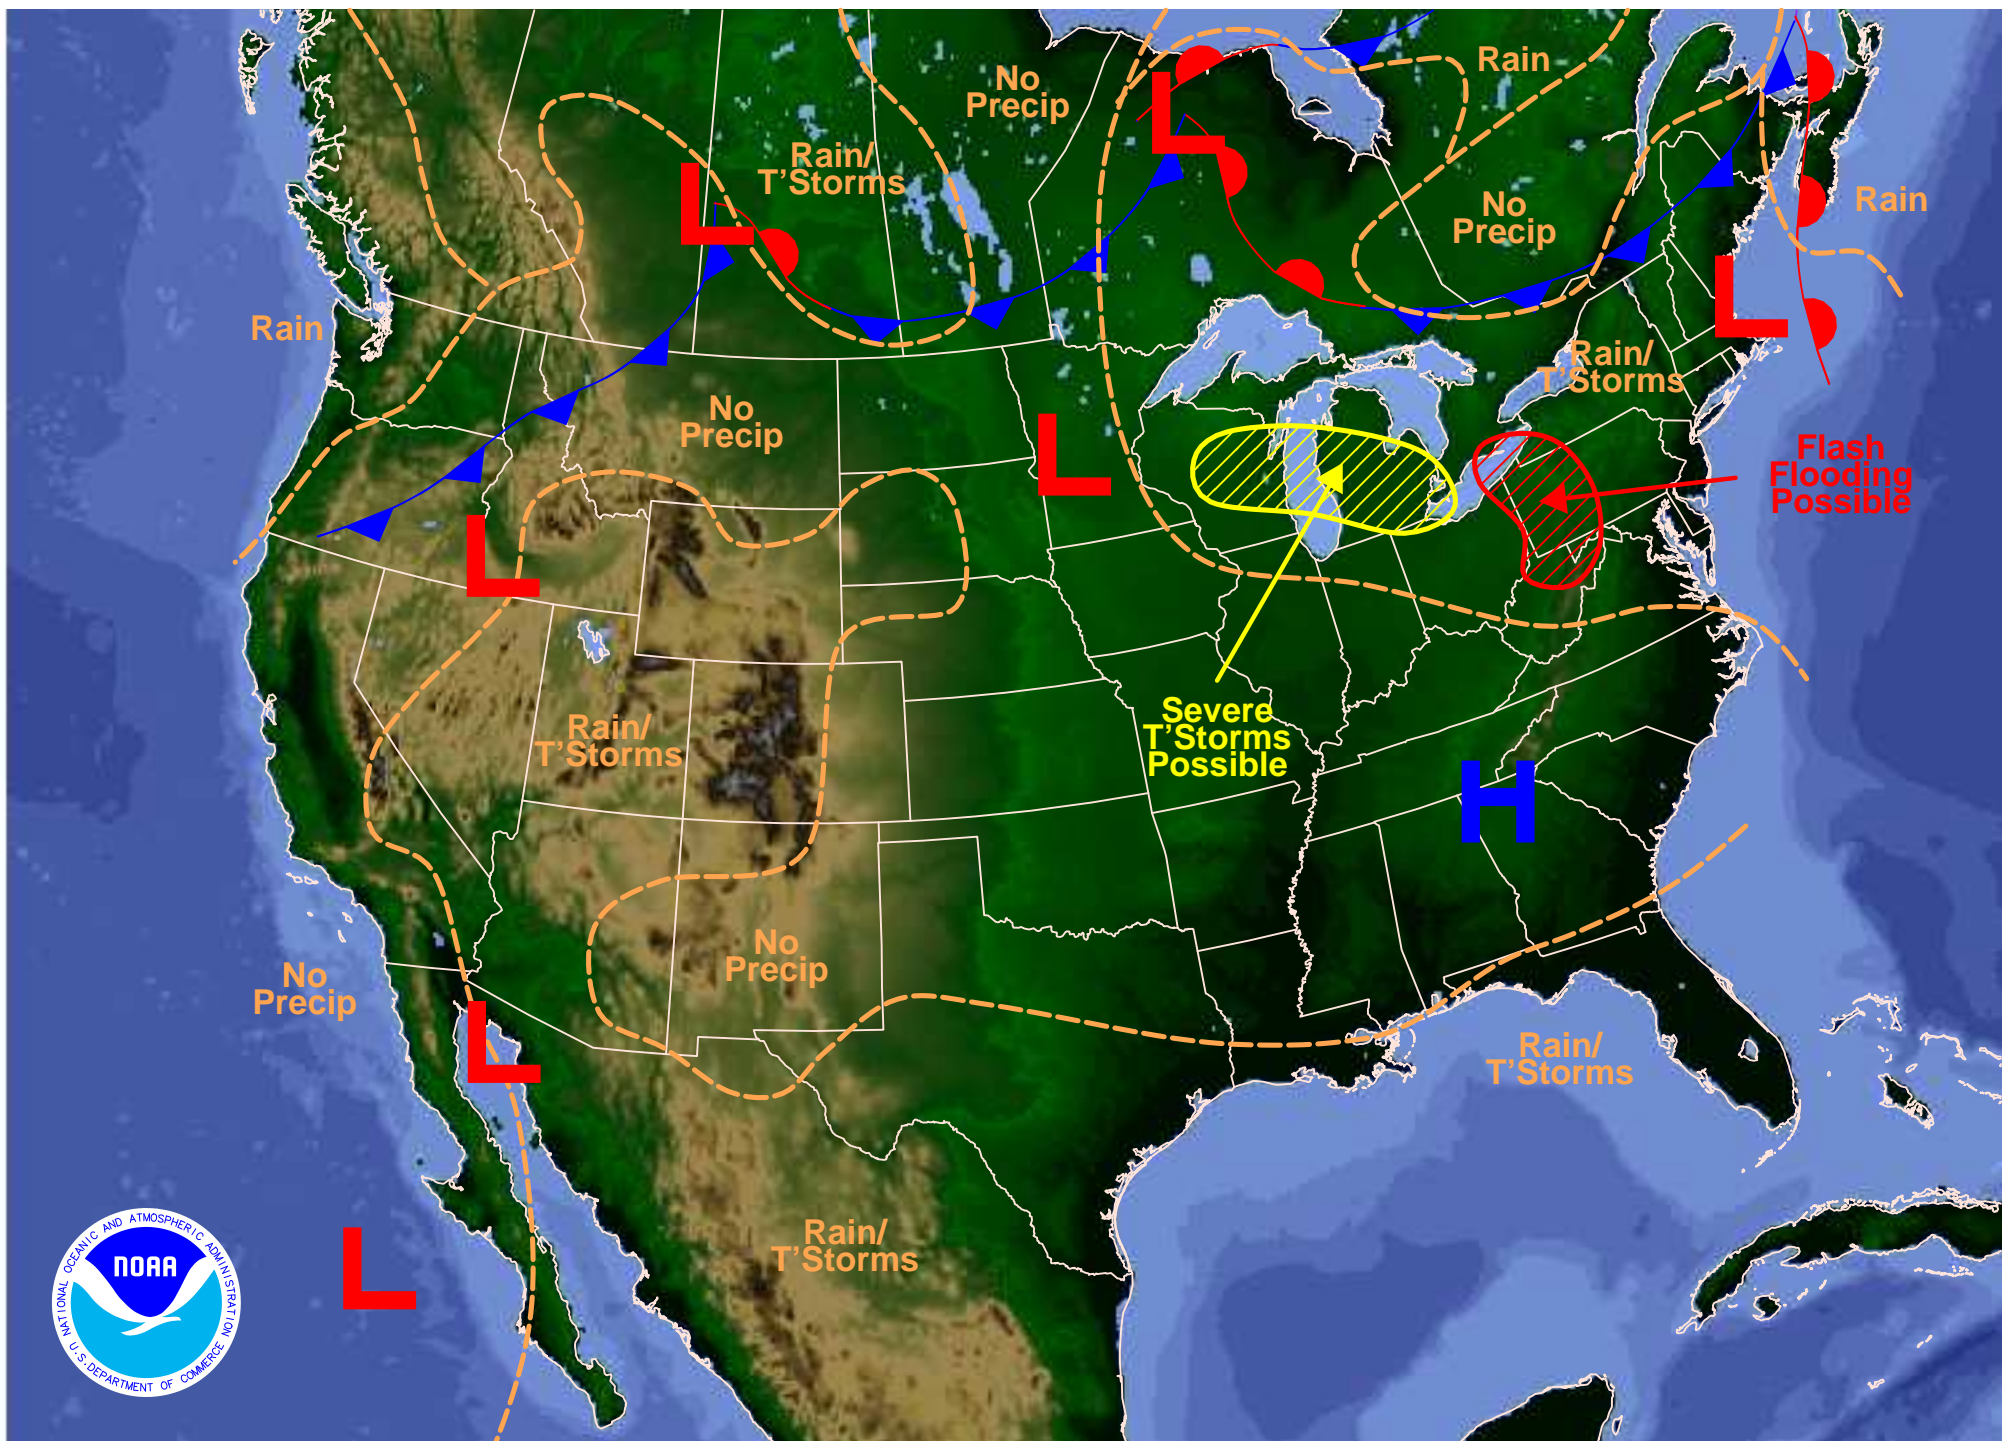 No
Precip
Rain
Rain/
T'Storms
No
Precip
Rain
Rain
Rain/
T'Storms
No
Precip
Flash
Flooding
Possible
Severe
T'Storms
Possible
Rain/
T'Storms
No
Precip
No
Precip
Rain/
T'Storms
Rain/
T'Storms
L
L
L
L
L
L
L
H
NATIONAL OCEANIC AND ATMOSPHERIC ADMINISTRATION
NOAA
U.S. DEPARTMENT OF COMMERCE